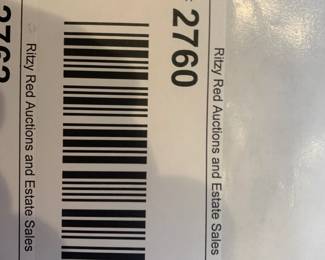 Ritzy Red Auctions and Estate Sales
2760
Ritzy Red Auctions and Estate Sales